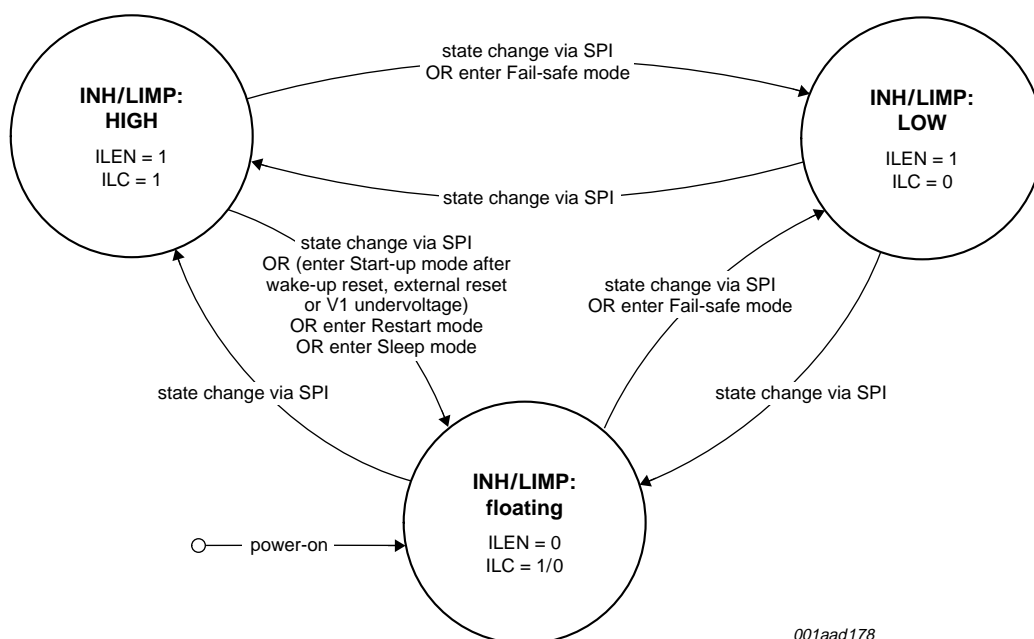 state change via SPI
OR enter Fail-safe mode
INH/LIMP:
HIGH
ILEN = 1
ILC = 1
INH/LIMP:
LOW
ILEN = 1
ILC = 0
state change via SPI
state change via SPI
OR (enter Start-up mode after
wake-up reset, external reset
or V1 undervoltage)
OR enter Restart mode
OR enter Sleep mode
state change via SPI
OR enter Fail-safe mode
state change via SPI
state change via SPI
INH/LIMP:
floating
ILEN = 0
ILC = 1/0
power-on
001aad178